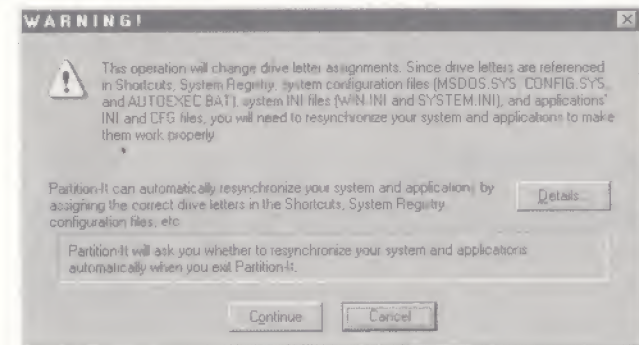 WARNING!
This operation will change drive letter assignments. Since drive letters are referenced
in Shortcuts, System Registry, system configuration files (MSDOS.SYS, CONFIG.SYS,
and AUTOEXEC.BAT), system INI files (WIN.INI and SYSTEM.INI), and applications'
INI and CFG files, you will need to resynchronize your system and applications to make
them work properly.
Partition-It can automatically resynchronize your system and applications by
assigning the correct drive letters in the Shortcuts, System Registry,
configuration files, etc.
Details...
Partition-It will ask you whether to resynchronize your system and applications
automatically when you exit Partition-It.
Continue
Cancel